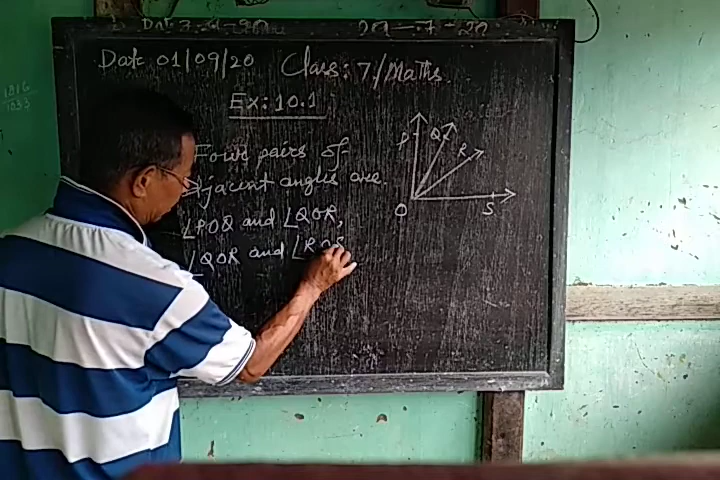 Date 01/09/20 Class: 7/Maths
Ex: 10.1
Four pairs of
adjacent angles are.
∠POQ and ∠QOR,
∠QOR and ∠ROS
P Q R
O S